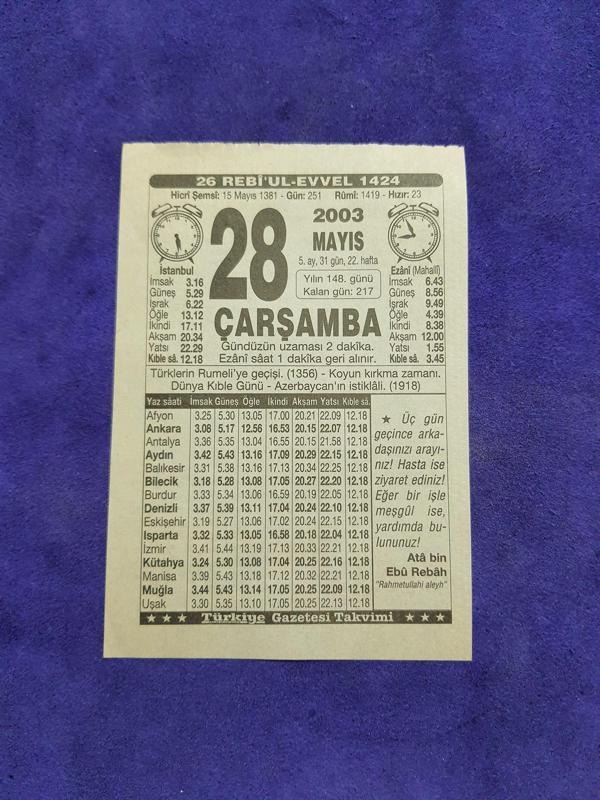 26 REBÎ'UL-EVVEL 1424
Hicrî Şemsî: 15 Mayıs 1381 - Gün: 251 Rûmî: 1419 - Hızır: 23
28
2003
MAYIS
5. ay, 31 gün, 22. hafta
Yılın 148. günü
Kalan gün: 217
ÇARŞAMBA
Gündüzün uzaması 2 dakîka.
Ezânî sâat 1 dakîka geri alınır.
İstanbul
İmsak 3.16
Güneş 5.29
İşrak 6.22
Öğle 13.12
İkindi 17.11
Akşam 20.34
Yatsı 22.29
Kıble sâ. 12.18
Ezânî (Mahallî)
İmsak 6.43
Güneş 8.56
İşrak 9.49
Öğle 4.39
İkindi 8.38
Akşam 12.00
Yatsı 1.55
Kıble sâ. 3.45
Türklerin Rumeli'ye geçişi. (1356) - Koyun kırkma zamanı.
Dünya Kıble Günü - Azerbaycan'ın istiklâli. (1918)
Yaz sâati İmsak Güneş Öğle İkindi Akşam Yatsı Kıble sâ.
Afyon 3.25 5.30 13.05 17.00 20.21 22.09 12.18
Ankara 3.08 5.17 12.56 16.53 20.15 22.07 12.18
Antalya 3.36 5.35 13.04 16.55 20.15 21.58 12.18
Aydın 3.42 5.43 13.16 17.09 20.29 22.15 12.18
Balıkesir 3.31 5.38 13.16 17.13 20.34 22.25 12.18
Bilecik 3.18 5.28 13.08 17.05 20.27 22.20 12.18
Burdur 3.33 5.34 13.06 16.59 20.19 22.05 12.18
Denizli 3.37 5.39 13.11 17.04 20.24 22.10 12.18
Eskişehir 3.19 5.27 13.06 17.02 20.24 22.15 12.18
Isparta 3.32 5.33 13.05 16.58 20.18 22.04 12.18
İzmir 3.41 5.44 13.19 17.13 20.33 22.21 12.18
Kütahya 3.24 5.30 13.08 17.04 20.25 22.16 12.18
Manisa 3.39 5.43 13.18 17.12 20.32 22.21 12.18
Muğla 3.44 5.43 13.14 17.05 20.25 22.09 12.18
Uşak 3.30 5.35 13.10 17.05 20.25 22.13 12.18
★ Üç gün
geçince arka-
daşınızı arayı-
nız! Hasta ise
ziyaret ediniz!
Eğer bir işle
meşgûl ise,
yardımda bu-
lununuz!
Atâ bin
Ebû Rebâh
"Rahmetullahi aleyh"
★ ★ ★ Türkiye Gazetesi Takvimi ★ ★ ★